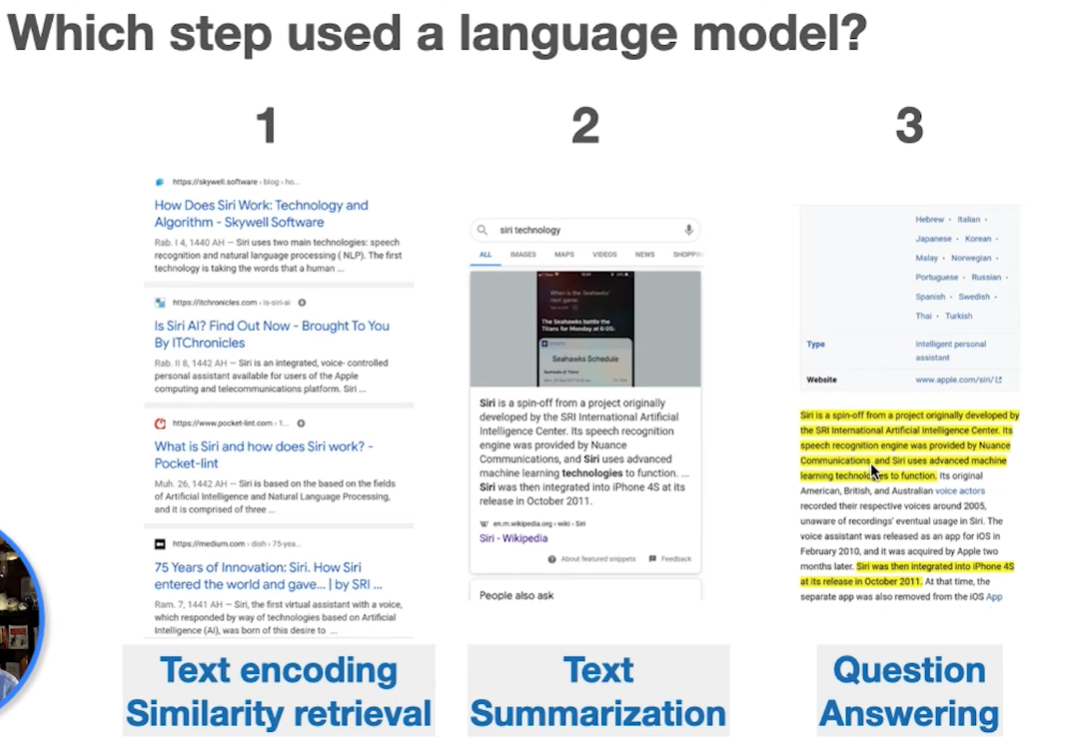 Which step used a language model?
1
2
3
https://skywell.software › blog › ho...
How Does Siri Work: Technology and
Algorithm - Skywell Software
Rab. I 4, 1440 AH — Siri uses two main technologies: speech
recognition and natural language processing ( NLP). The first
technology is taking the words that a human ...
https://itchronicles.com › is-siri-ai
Is Siri AI? Find Out Now - Brought To You
By ITChronicles
Rab. II 8, 1442 AH — Siri is an integrated, voice- controlled
personal assistant available for users of the Apple
computing and telecommunications platform. Siri ...
https://www.pocket-lint.com › 1...
What is Siri and how does Siri work? -
Pocket-lint
Muh. 26, 1442 AH — Siri is based on the based on the fields
of Artificial Intelligence and Natural Language Processing,
and it is comprised of three ...
https://medium.com › dish › 75-yea...
75 Years of Innovation: Siri. How Siri
entered the world and gave... | by SRI ...
Ram. 7, 1441 AH — Siri, the first virtual assistant with a voice,
which responded by way of technologies based on Artificial
Intelligence (AI), was born of this desire to ...
Text encoding
Similarity retrieval
siri technology
ALL IMAGES MAPS VIDEOS NEWS SHOPPIN
When is the Seahawks'
next game
The Seahawks battle the
Titans for Monday at 6:05:
Seahawks Schedule
Siri is a spin-off from a project originally
developed by the SRI International Artificial
Intelligence Center. Its speech recognition
engine was provided by Nuance
Communications, and Siri uses advanced
machine learning technologies to function. ...
Siri was then integrated into iPhone 4S at its
release in October 2011.
W en.m.wikipedia.org › wiki › Siri
Siri - Wikipedia
About featured snippets Feedback
People also ask
Text
Summarization
Hebrew · Italian ·
Japanese · Korean ·
Malay · Norwegian ·
Portuguese · Russian ·
Spanish · Swedish ·
Thai · Turkish
Type Intelligent personal
assistant
Website www.apple.com/siri/
Siri is a spin-off from a project originally developed by
the SRI International Artificial Intelligence Center. Its
speech recognition engine was provided by Nuance
Communications, and Siri uses advanced machine
learning technologies to function. Its original
American, British, and Australian voice actors
recorded their respective voices around 2005,
unaware of recordings' eventual usage in Siri. The
voice assistant was released as an app for iOS in
February 2010, and it was acquired by Apple two
months later. Siri was then integrated into iPhone 4S
at its release in October 2011. At that time, the
separate app was also removed from the iOS App
Question
Answering